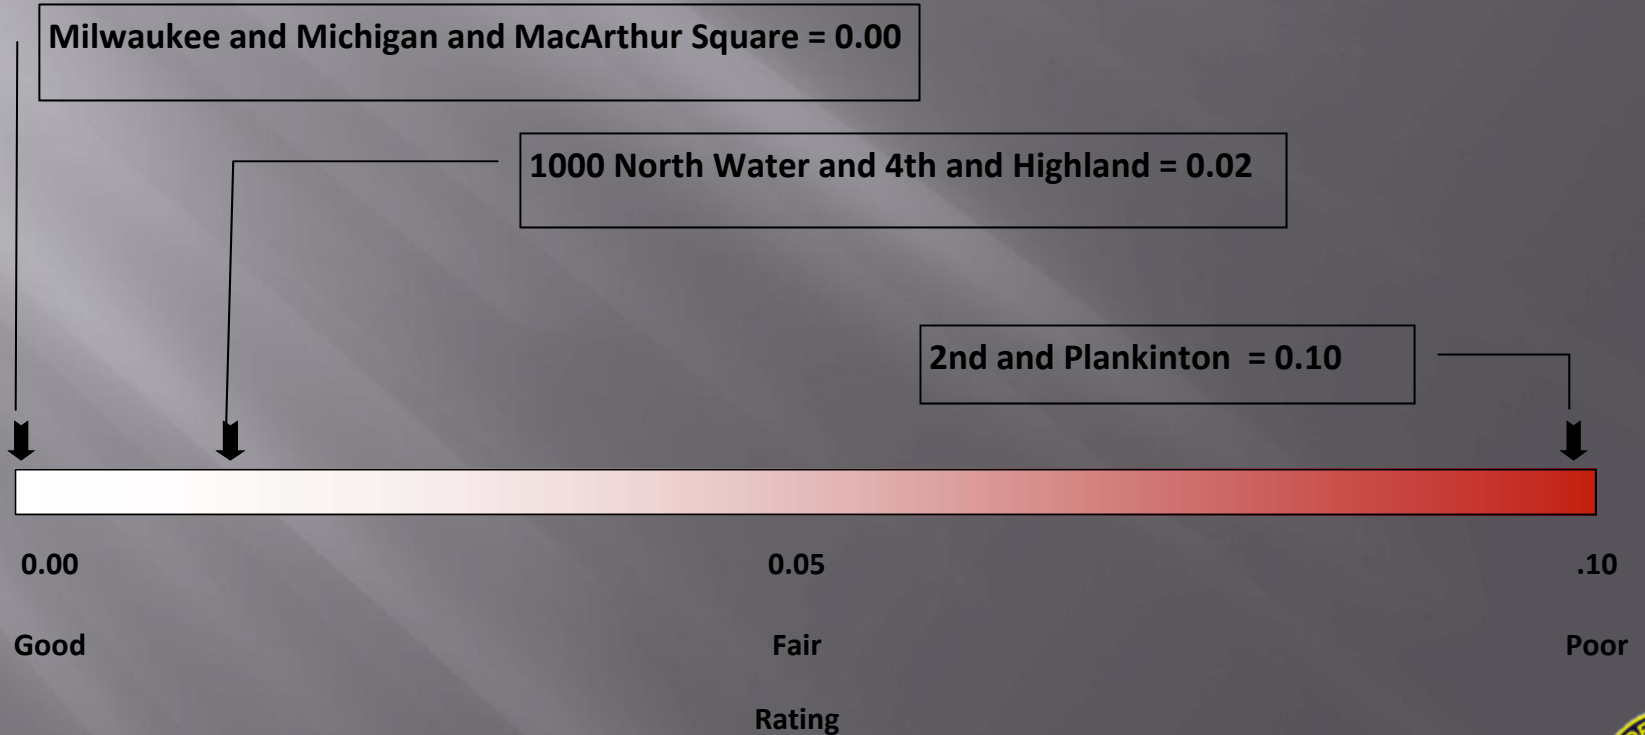 Milwaukee and Michigan and MacArthur Square = 0.00
1000 North Water and 4th and Highland = 0.02
2nd and Plankinton = 0.10
0.00 0.05 .10
Good Fair Poor
Rating